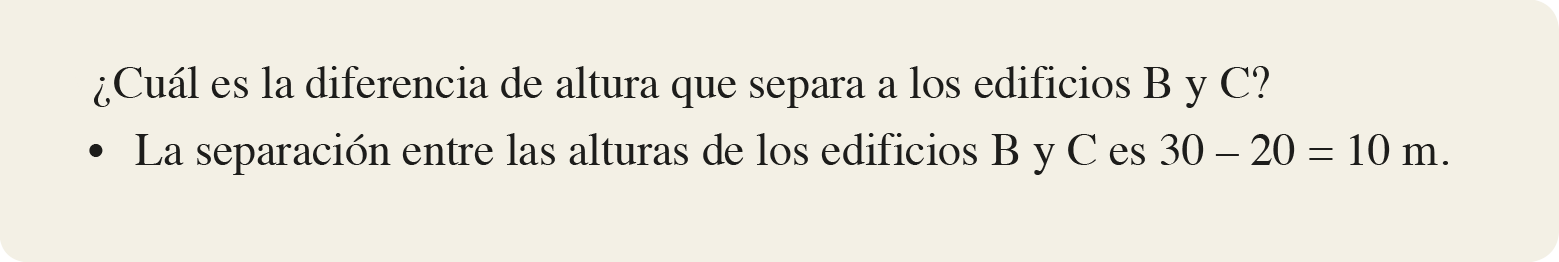 ¿Cuál es la diferencia de altura que separa a los edificios B y C?
• La separación entre las alturas de los edificios B y C es 30 – 20 = 10 m.